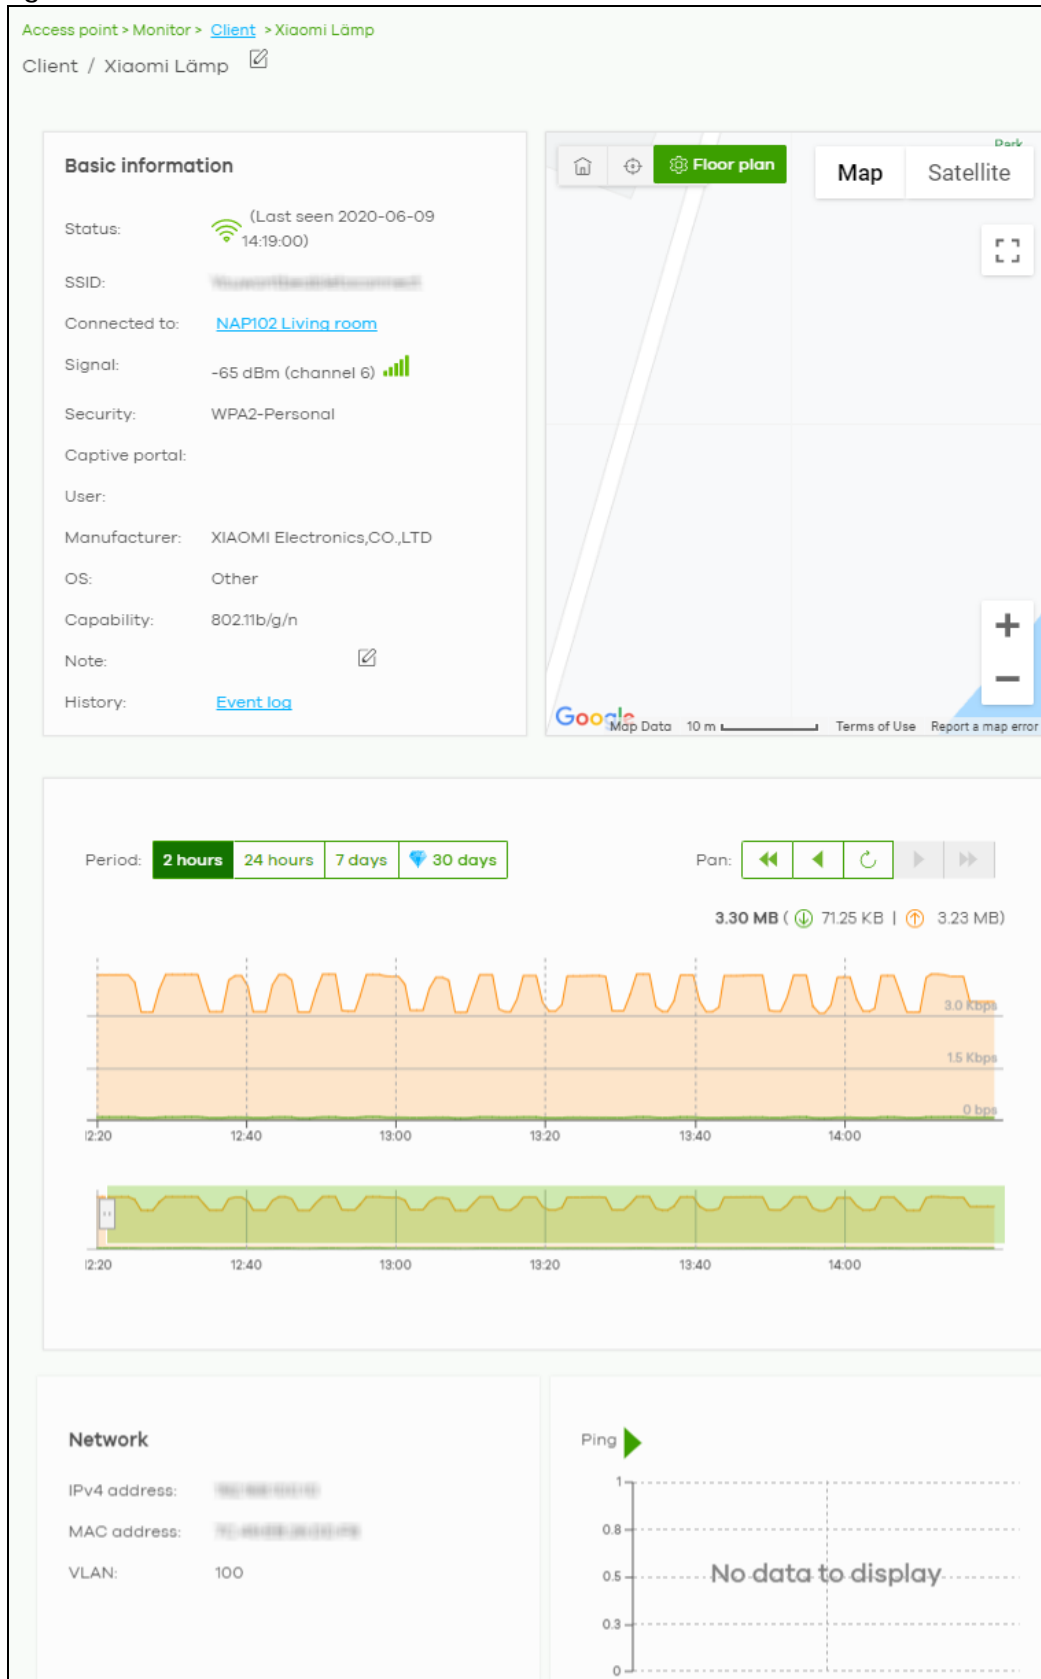 Access point > Monitor > Client > Xiaomi Lämp
Client / Xiaomi Lämp
Basic information
Status: (Last seen 2020-06-09 14:19:00)
SSID:
Connected to: NAP102 Living room
Signal: -65 dBm (channel 6)
Security: WPA2-Personal
Captive portal:
User:
Manufacturer: XIAOMI Electronics,CO.,LTD
OS: Other
Capability: 802.11b/g/n
Note:
History: Event log
Park
Floor plan
Map Satellite
Google Map Data 10 m Terms of Use Report a map error
Period: 2 hours 24 hours 7 days 30 days Pan:
3.30 MB ( 71.25 KB | 3.23 MB)
3.0 Kbps
1.5 Kbps
0 bps
12:20 12:40 13:00 13:20 13:40 14:00
12:20 12:40 13:00 13:20 13:40 14:00
Network
IPv4 address:
MAC address:
VLAN: 100
Ping
1
0.8
No data to display
0.5
0.3
0